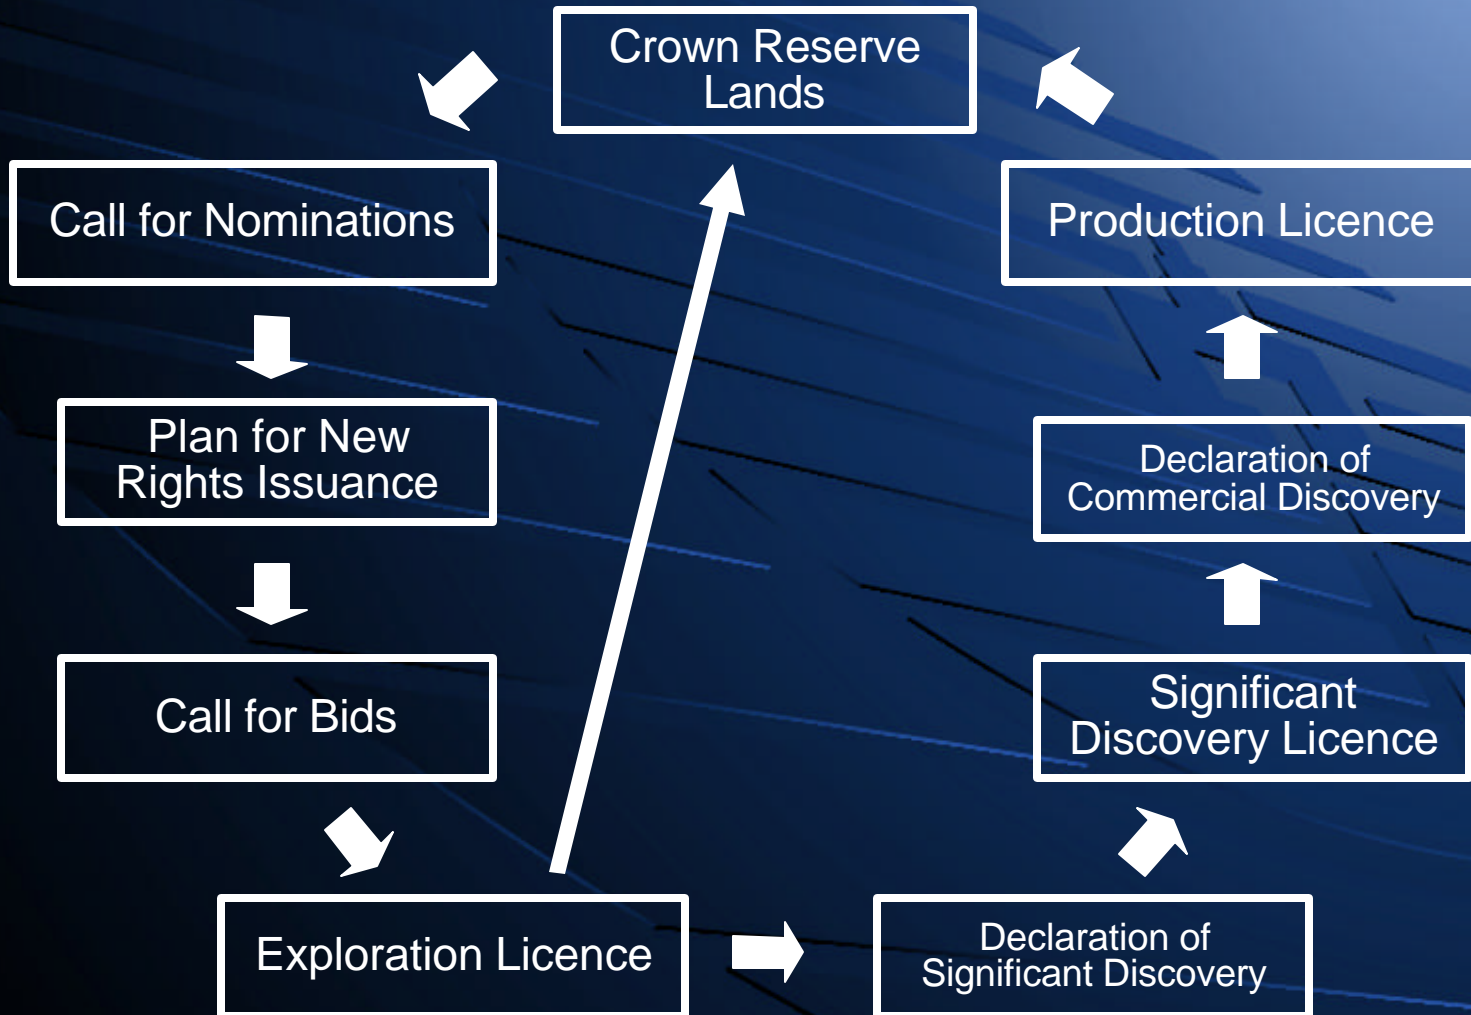 Crown Reserve
Lands
Call for Nominations
Production Licence
Plan for New
Rights Issuance
Declaration of
Commercial Discovery
Call for Bids
Significant
Discovery Licence
Exploration Licence
Declaration of
Significant Discovery